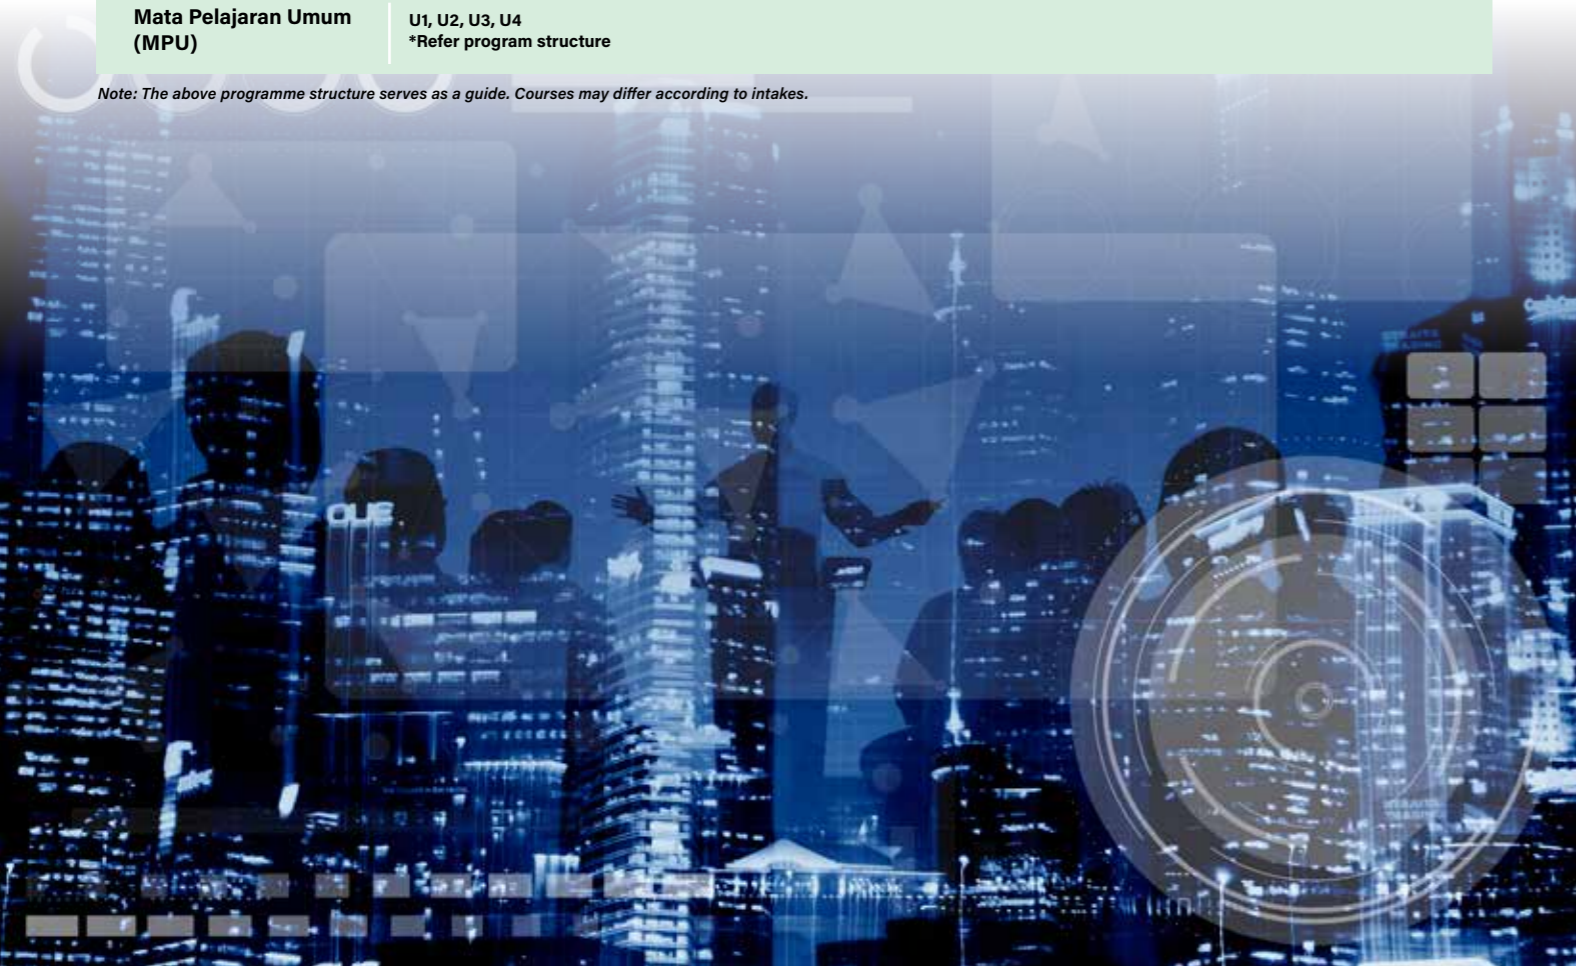 Mata Pelajaran Umum
(MPU)
U1, U2, U3, U4
*Refer program structure
Note: The above programme structure serves as a guide. Courses may differ according to intakes.
OUE